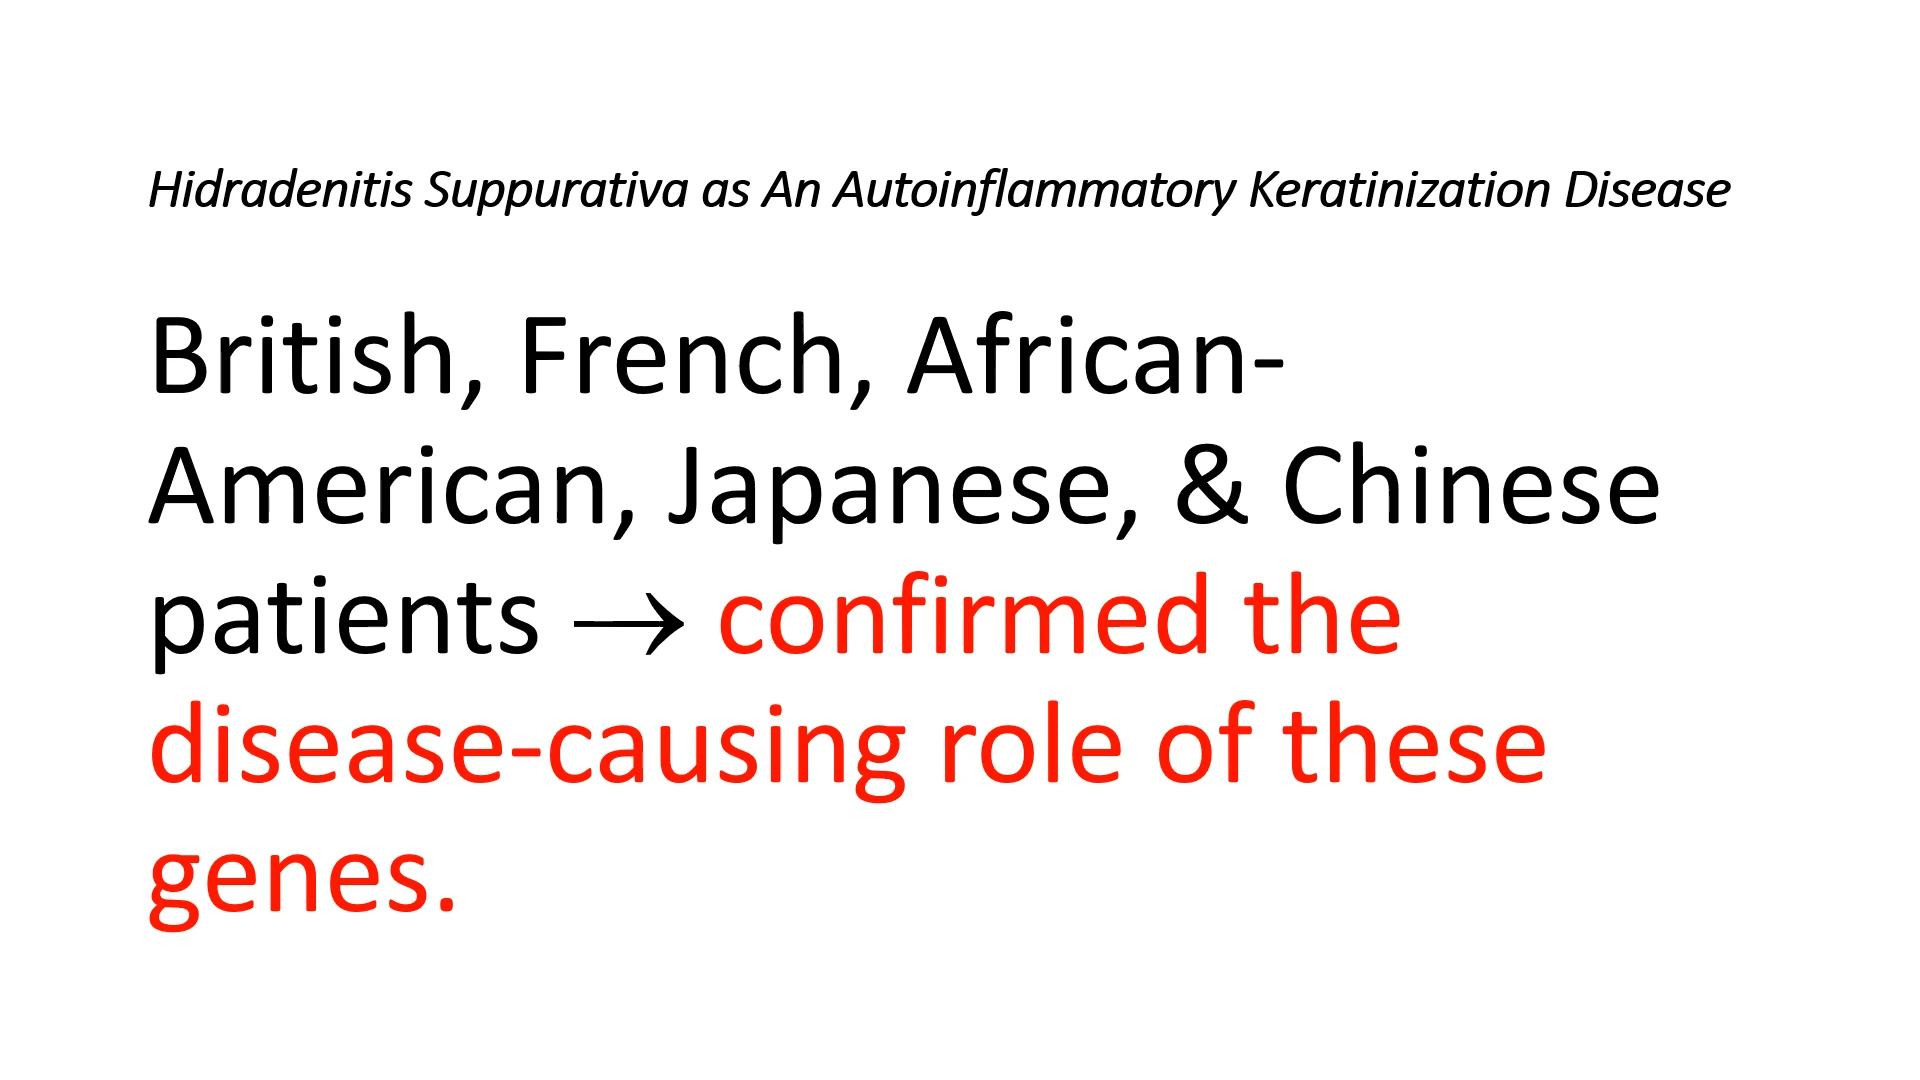 Hidradenitis Suppurativa as An Autoinflammatory Keratinization Disease
British, French, African-
American, Japanese, & Chinese
patients → confirmed the
disease-causing role of these
genes.